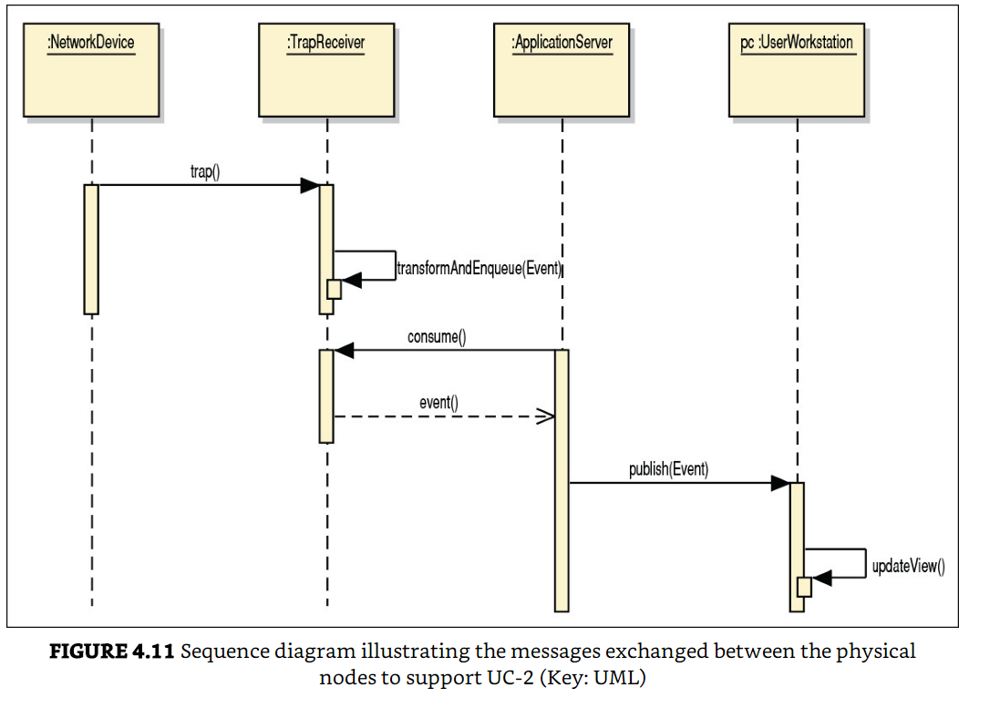 :NetworkDevice
:TrapReceiver
:ApplicationServer
pc :UserWorkstation
trap()
transformAndEnqueue(Event)
consume()
event()
publish(Event)
updateView()
FIGURE 4.11 Sequence diagram illustrating the messages exchanged between the physical
nodes to support UC-2 (Key: UML)